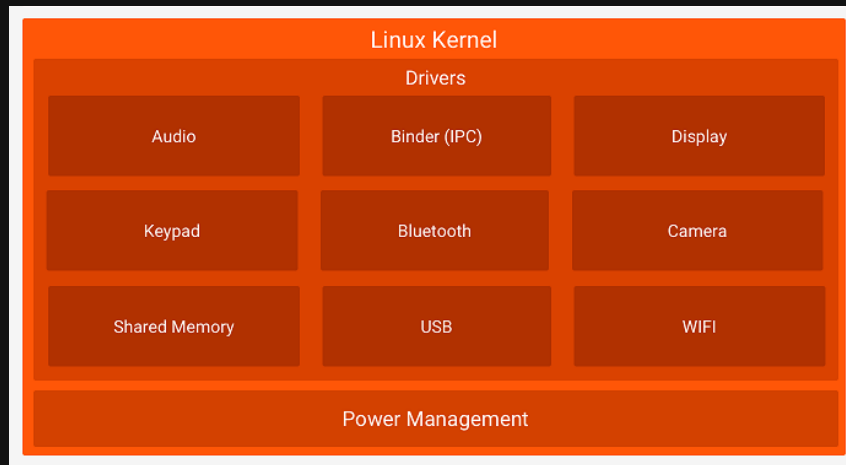 Linux Kernel
Drivers
Audio
Binder (IPC)
Display
Keypad
Bluetooth
Camera
Shared Memory
USB
WIFI
Power Management